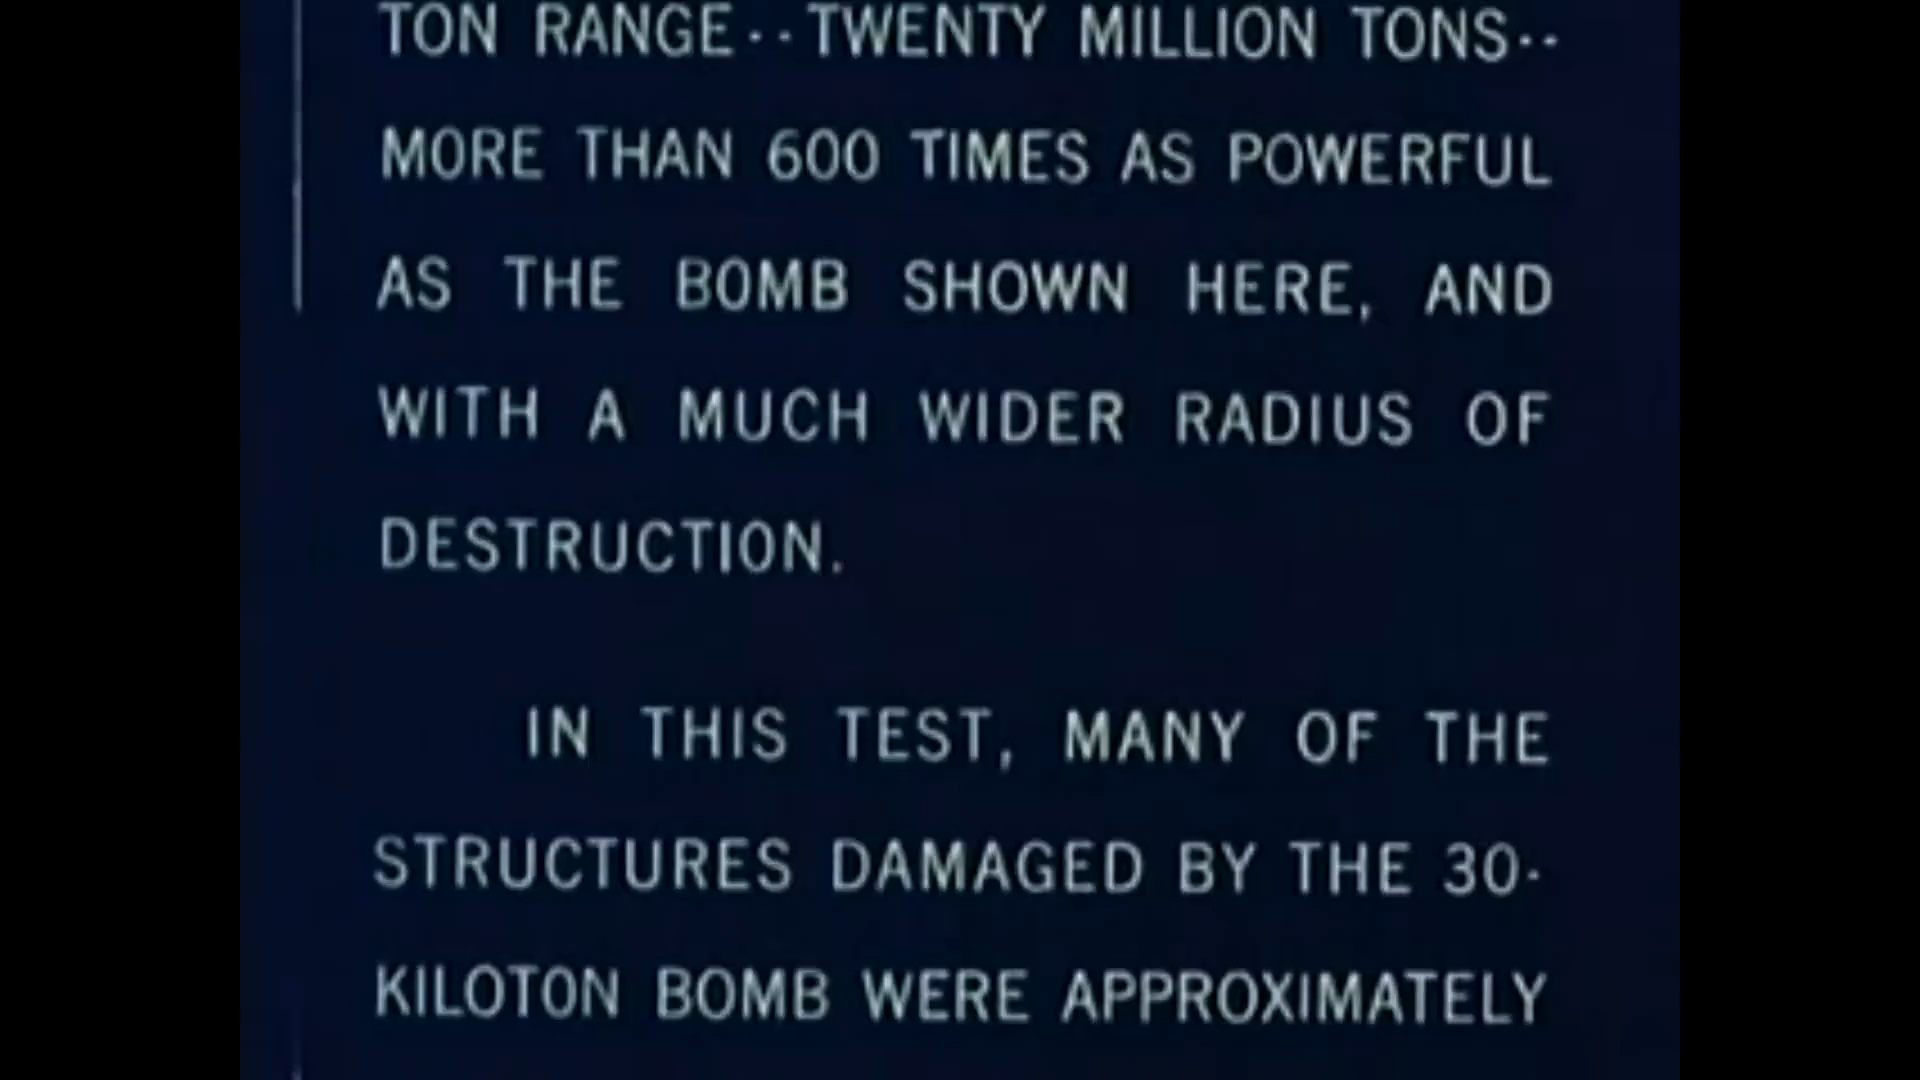 TON RANGE--TWENTY MILLION TONS--
MORE THAN 600 TIMES AS POWERFUL
AS THE BOMB SHOWN HERE, AND
WITH A MUCH WIDER RADIUS OF
DESTRUCTION.
IN THIS TEST, MANY OF THE
STRUCTURES DAMAGED BY THE 30-
KILOTON BOMB WERE APPROXIMATELY